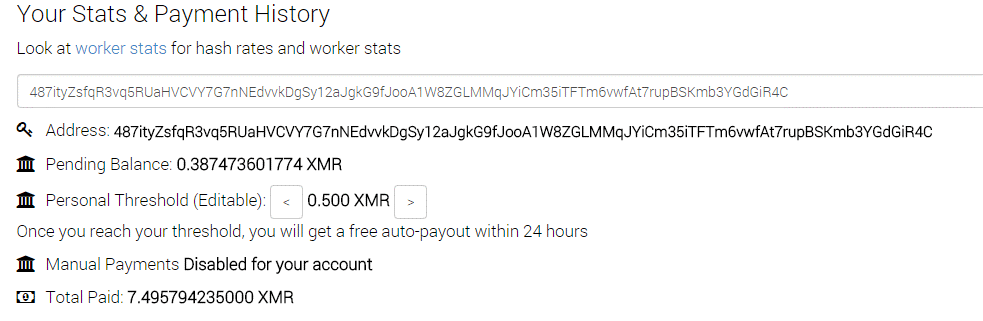 Your Stats & Payment History
Look at worker stats for hash rates and worker stats
487ityZsfqR3vq5RUaHVCVY7G7nNEdvvkDgSy12aJgkG9fJooA1W8ZGLMMqJYiCm35iTFTm6vwfAt7rupBSKmb3YGdGiR4C
Address: 487ityZsfqR3vq5RUaHVCVY7G7nNEdvvkDgSy12aJgkG9fJooA1W8ZGLMMqJYiCm35iTFTm6vwfAt7rupBSKmb3YGdGiR4C
Pending Balance: 0.387473601774 XMR
Personal Threshold (Editable): < 0.500 XMR >
Once you reach your threshold, you will get a free auto-payout within 24 hours
Manual Payments Disabled for your account
Total Paid: 7.495794235000 XMR